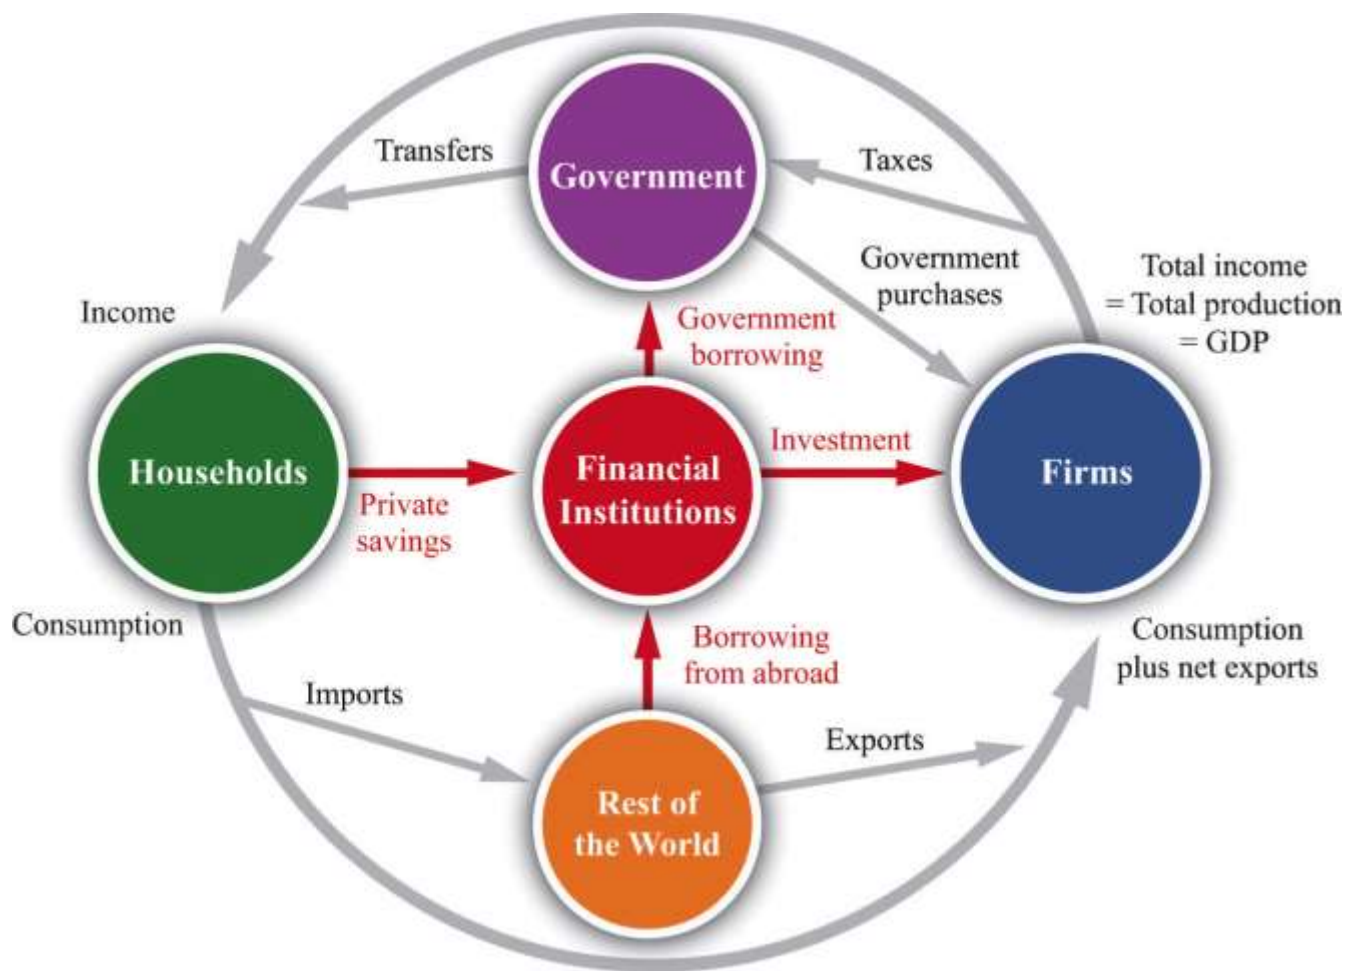 Transfers
Government
Taxes
Government
purchases
Total income
= Total production
= GDP
Income
Government
borrowing
Households
Private
savings
Financial
Institutions
Investment
Firms
Consumption
Borrowing
from abroad
Consumption
plus net exports
Imports
Exports
Rest of
the World